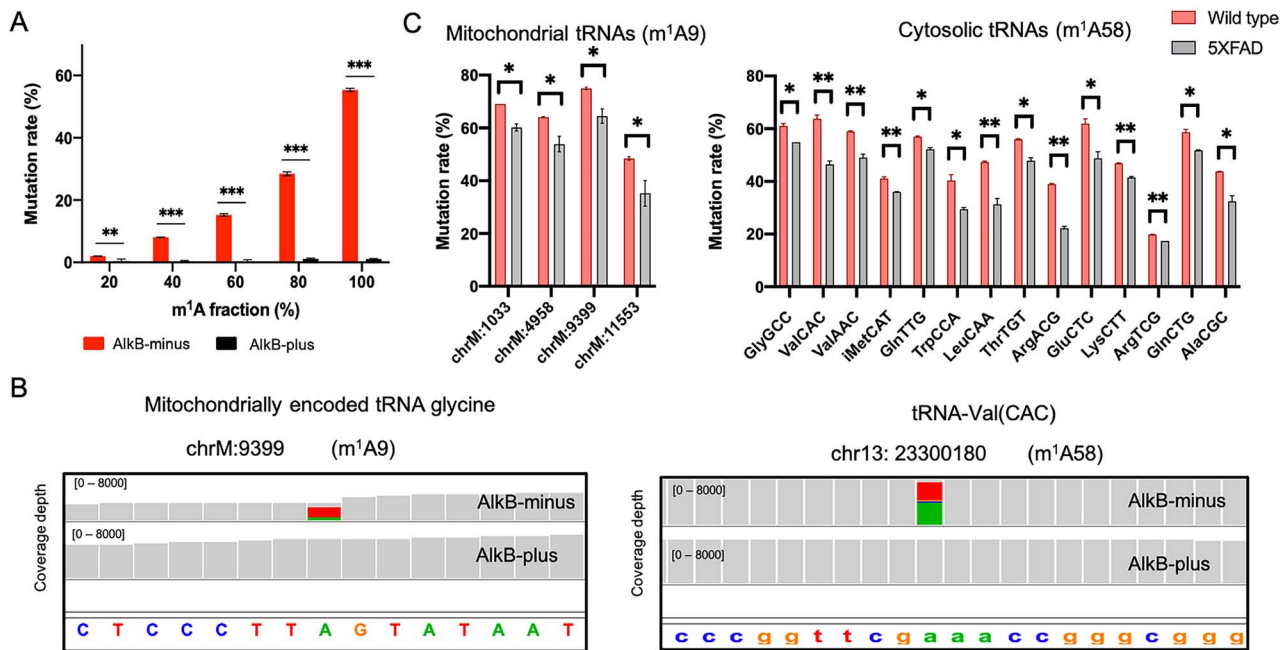 A
Mutation rate (%)
60
40
20
0
**
***
***
***
***
20 40 60 80 100
m¹A fraction (%)
AlkB-minus AlkB-plus
C
Mitochondrial tRNAs (m¹A9)
Mutation rate (%)
80
60
40
20
0
*
*
*
*
chrM:1033
chrM:4958
chrM:9399
chrM:11553
Cytosolic tRNAs (m¹A58)
Wild type
5XFAD
Mutation rate (%)
80
60
40
20
0
*
**
**
**
*
*
**
*
**
*
**
**
*
*
GlyGCC
ValCAC
ValAAC
iMetCAT
GlnTTG
TrpCCA
LeuCAA
ThrTGT
ArgACG
GluCTC
LysCTT
ArgTCG
GlnCTG
AlaCGC
B
Mitochondrially encoded tRNA glycine
chrM:9399 (m¹A9)
Coverage depth
[0 – 8000]
AlkB-minus
[0 – 8000]
AlkB-plus
C T C C C T T A G T A T A A T
tRNA-Val(CAC)
chr13: 23300180 (m¹A58)
Coverage depth
[0 – 8000]
AlkB-minus
[0 – 8000]
AlkB-plus
c c c g g t t c g a a a c c g g g c g g g